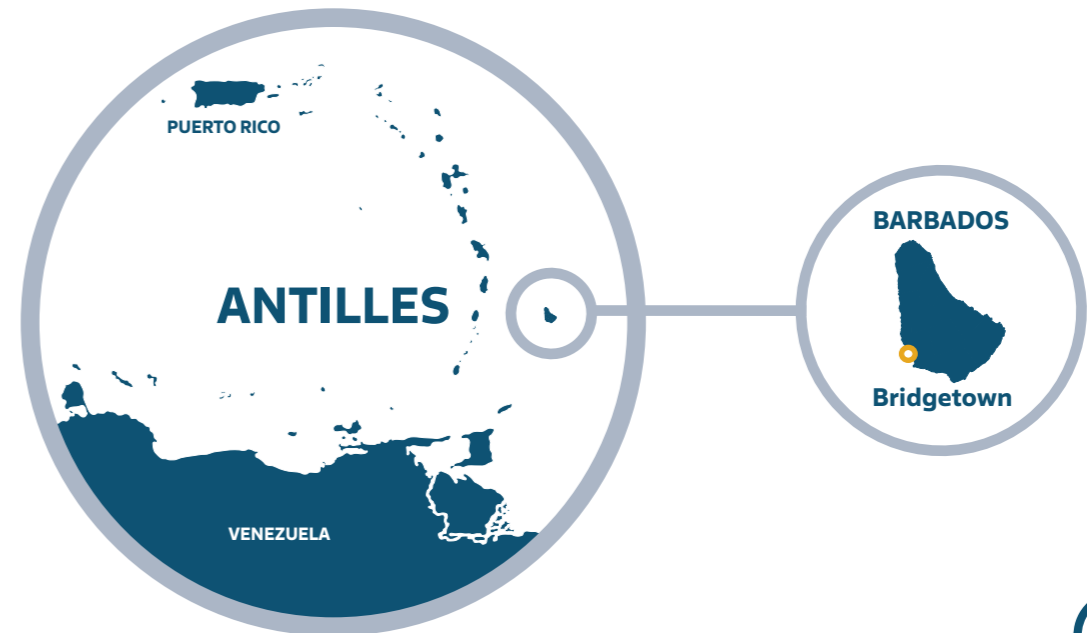 PUERTO RICO
ANTILLES
VENEZUELA
BARBADOS
Bridgetown